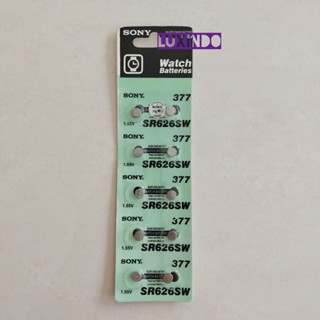 SONY
LUXINDO
Watch
Batteries
SONY. 377
1.55V SR626SW
SONY. 377
1.55V SR626SW
SONY. 377
1.55V SR626SW
SONY. 377
1.55V SR626SW
SONY. 377
1.55V SR626SW